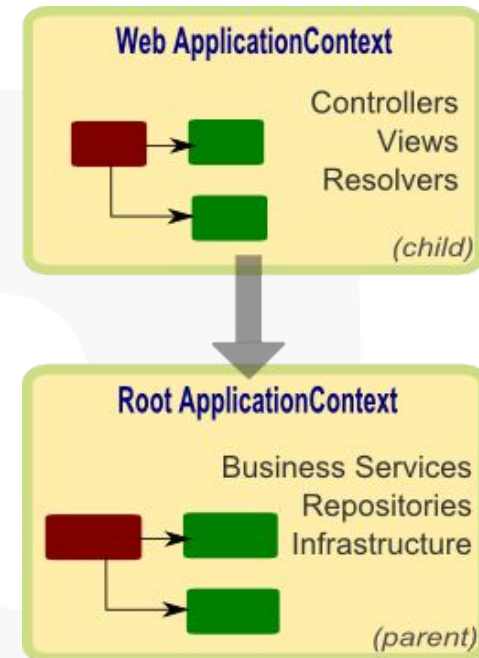 Web ApplicationContext
Controllers
Views
Resolvers
(child)
Root ApplicationContext
Business Services
Repositories
Infrastructure
(parent)